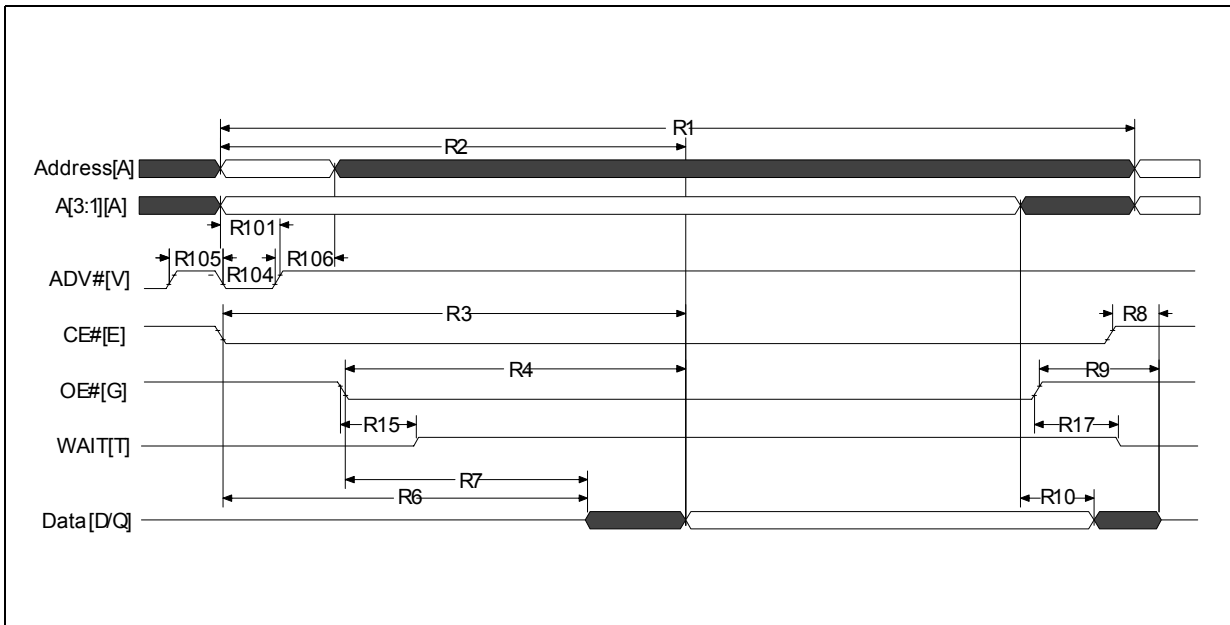 R1
R2
Address[A]
A[3:1][A]
R101
R105
R104
R106
ADV#[V]
R3
R8
CE#[E]
R4
R9
OE#[G]
R15
R17
WAIT[T]
R7
R6
R10
Data[D/Q]